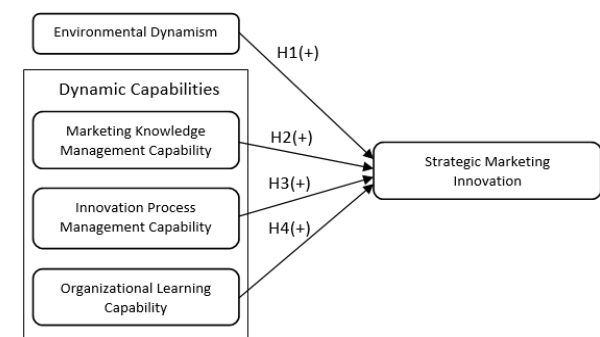 Environmental Dynamism
H1(+)
Dynamic Capabilities
Marketing Knowledge
Management Capability
H2(+)
Strategic Marketing
Innovation
H3(+)
Innovation Process
Management Capability
H4(+)
Organizational Learning
Capability